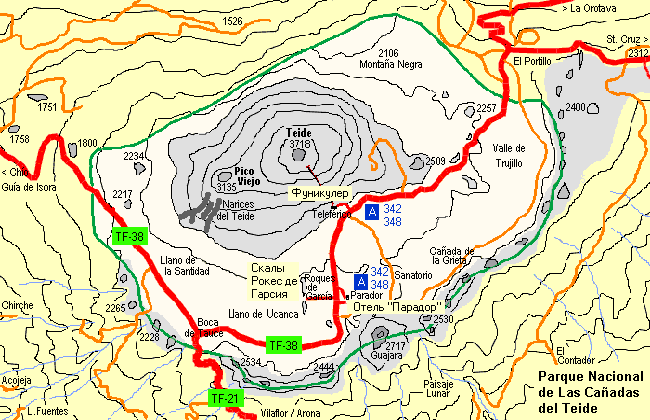 > La Orotava
1526
St. Cruz >
2312
2106
Montaña Negra
El Portillo
1751
2257
2400
1758
1800
Teide
3718
Valle de
Trujillo
2234
2509
< Chio
Guía de Isora
Pico
Viejo
3135
Фуникулер
2217
Narices
del Teide
Teleférico
A 342
348
TF-38
Cañada de
la Grieta
Llano de
la Santidad
Скалы
Рокес де
Гарсия
Roques
de
García
A 342
348
Sanatorio
Parador
Отель "Парадор"
Chirche
2265
Llano de Ucanca
Boca
de Tauce
2530
2228
TF-38
2717
Guajara
2534
2444
El
Contador
Acojeja
TF-21
Paisaje
Lunar
Parque Nacional
de Las Cañadas
del Teide
L. Fuentes
Vilaflor / Arona